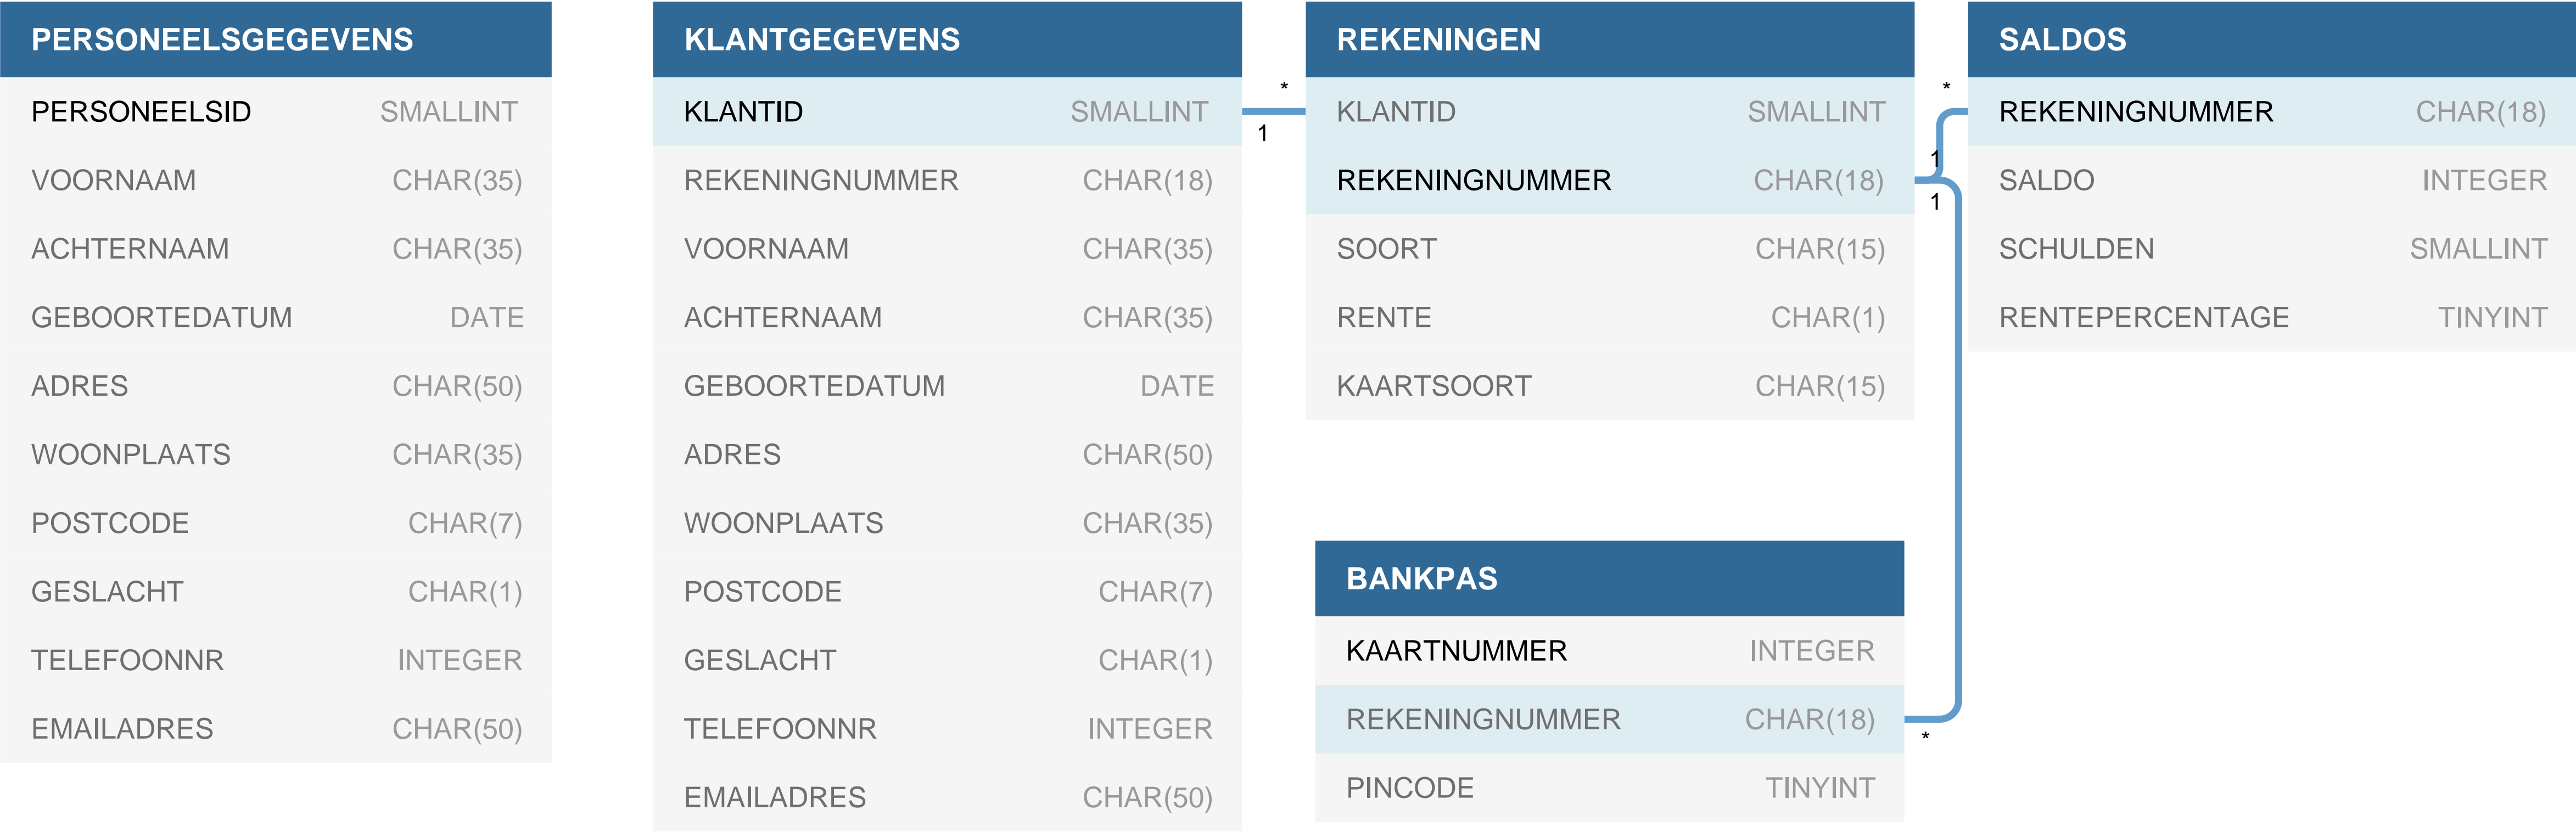 PERSONEELSGEGEVENS
PERSONEELSID SMALLINT
VOORNAAM CHAR(35)
ACHTERNAAM CHAR(35)
GEBOORTEDATUM DATE
ADRES CHAR(50)
WOONPLAATS CHAR(35)
POSTCODE CHAR(7)
GESLACHT CHAR(1)
TELEFOONNR INTEGER
EMAILADRES CHAR(50)
KLANTGEGEVENS
KLANTID SMALLINT
REKENINGNUMMER CHAR(18)
VOORNAAM CHAR(35)
ACHTERNAAM CHAR(35)
GEBOORTEDATUM DATE
ADRES CHAR(50)
WOONPLAATS CHAR(35)
POSTCODE CHAR(7)
GESLACHT CHAR(1)
TELEFOONNR INTEGER
EMAILADRES CHAR(50)
*
1
REKENINGEN
KLANTID SMALLINT
REKENINGNUMMER CHAR(18)
SOORT CHAR(15)
RENTE CHAR(1)
KAARTSOORT CHAR(15)
*
1
1
SALDOS
REKENINGNUMMER CHAR(18)
SALDO INTEGER
SCHULDEN SMALLINT
RENTEPERCENTAGE TINYINT
BANKPAS
KAARTNUMMER INTEGER
REKENINGNUMMER CHAR(18)
PINCODE TINYINT
*